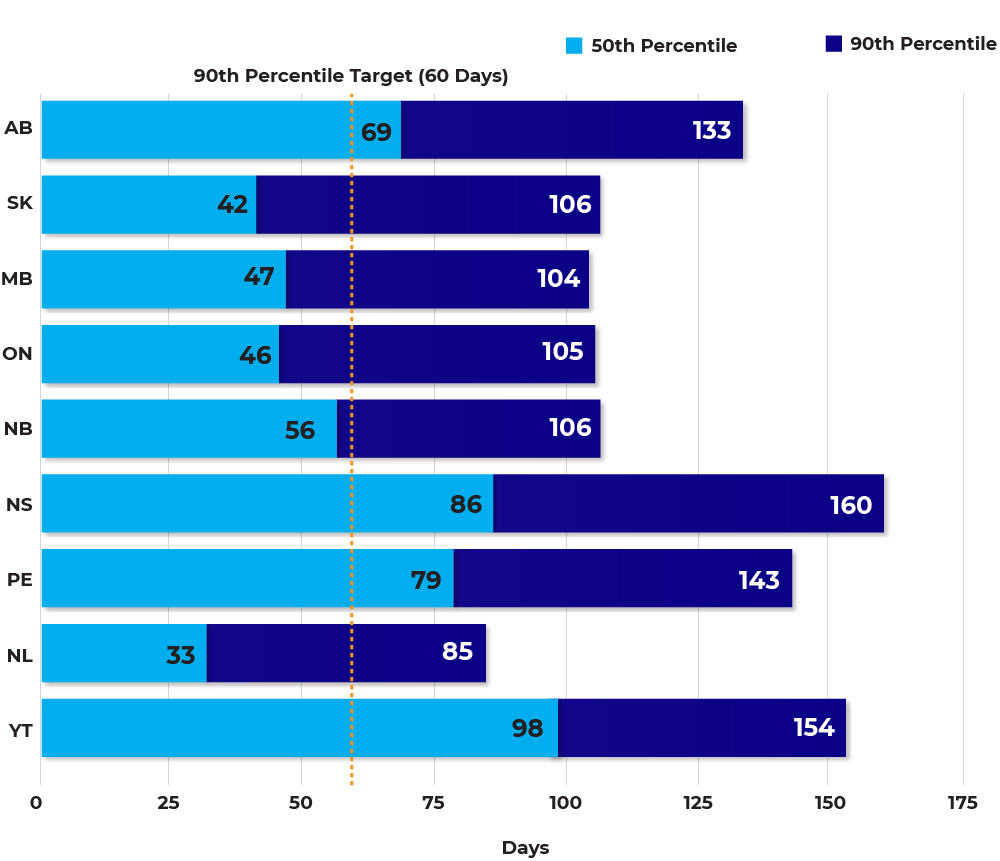 50th Percentile 90th Percentile
90th Percentile Target (60 Days)
AB 69 133
SK 42 106
MB 47 104
ON 46 105
NB 56 106
NS 86 160
PE 79 143
NL 33 85
YT 98 154
0 25 50 75 100 125 150 175
Days